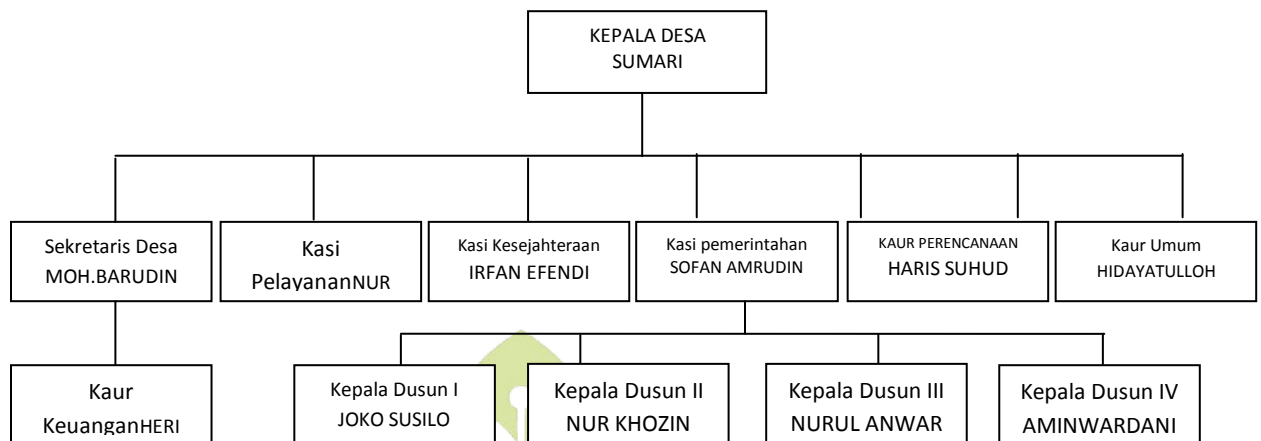 KEPALA DESA
SUMARI
Sekretaris Desa
MOH.BARUDIN
Kasi
PelayananNUR
Kasi Kesejahteraan
IRFAN EFENDI
Kasi pemerintahan
SOFAN AMRUDIN
KAUR PERENCANAAN
HARIS SUHUD
Kaur Umum
HIDAYATULLOH
Kaur
KeuanganHERI
Kepala Dusun I
JOKO SUSILO
Kepala Dusun II
NUR KHOZIN
Kepala Dusun III
NURUL ANWAR
Kepala Dusun IV
AMINWARDANI